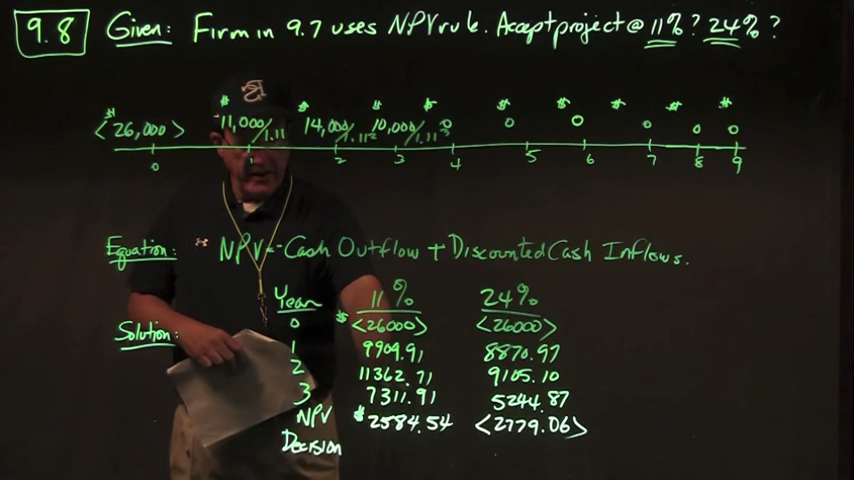 9.8 Given: Firm in 9.7 uses NPV rule. Accept project @ 11%? 24%?
$ $ $ $ $ $ $ $ $ $
<26,000> 11,000/1.11 14,000/1.11² 10,000/1.11³ 0 0 0 0 0 0
0 1 2 3 4 5 6 7 8 9
Equation: NPV = -Cash Outflow + Discounted Cash Inflows.
Year 11% 24%
Solution: 0 $<26000> <26000>
1 9909.91 8870.97
2 11362.71 9105.10
3 7311.91 5244.87
NPV $2584.54 <2779.06>
Decision